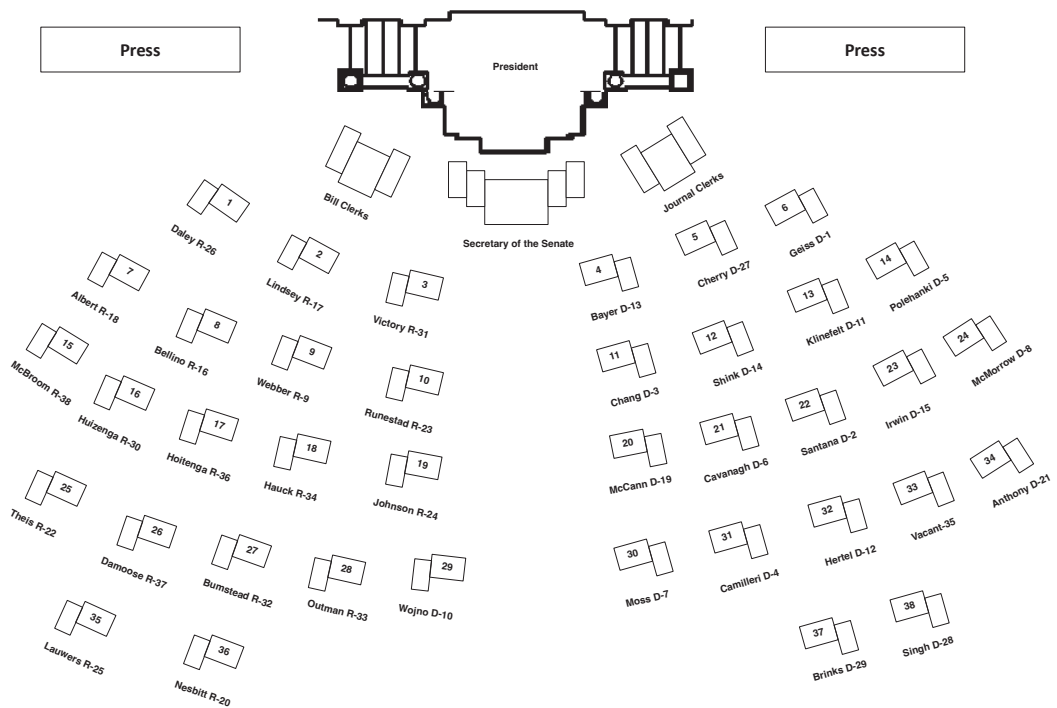 Press
President
Press
Bill Clerks
Secretary of the Senate
Journal Clerks
1
Daley R-26
2
Lindsey R-17
3
Victory R-31
4
Bayer D-13
5
Cherry D-27
6
Geiss D-1
7
Albert R-18
8
Bellino R-16
9
Webber R-9
10
Runestad R-23
11
Chang D-3
12
Shink D-14
13
Klinefelt D-11
14
Polehanki D-5
15
McBroom R-38
16
Huizenga R-30
17
Hoitenga R-36
18
Hauck R-34
19
Johnson R-24
20
McCann D-19
21
Cavanagh D-6
22
Santana D-2
23
Irwin D-15
24
McMorrow D-8
25
Theis R-22
26
Damoose R-37
27
Bumstead R-32
28
Outman R-33
29
Wojno D-10
30
Moss D-7
31
Camilleri D-4
32
Hertel D-12
33
Vacant-35
34
Anthony D-21
35
Lauwers R-25
36
Nesbitt R-20
37
Brinks D-29
38
Singh D-28